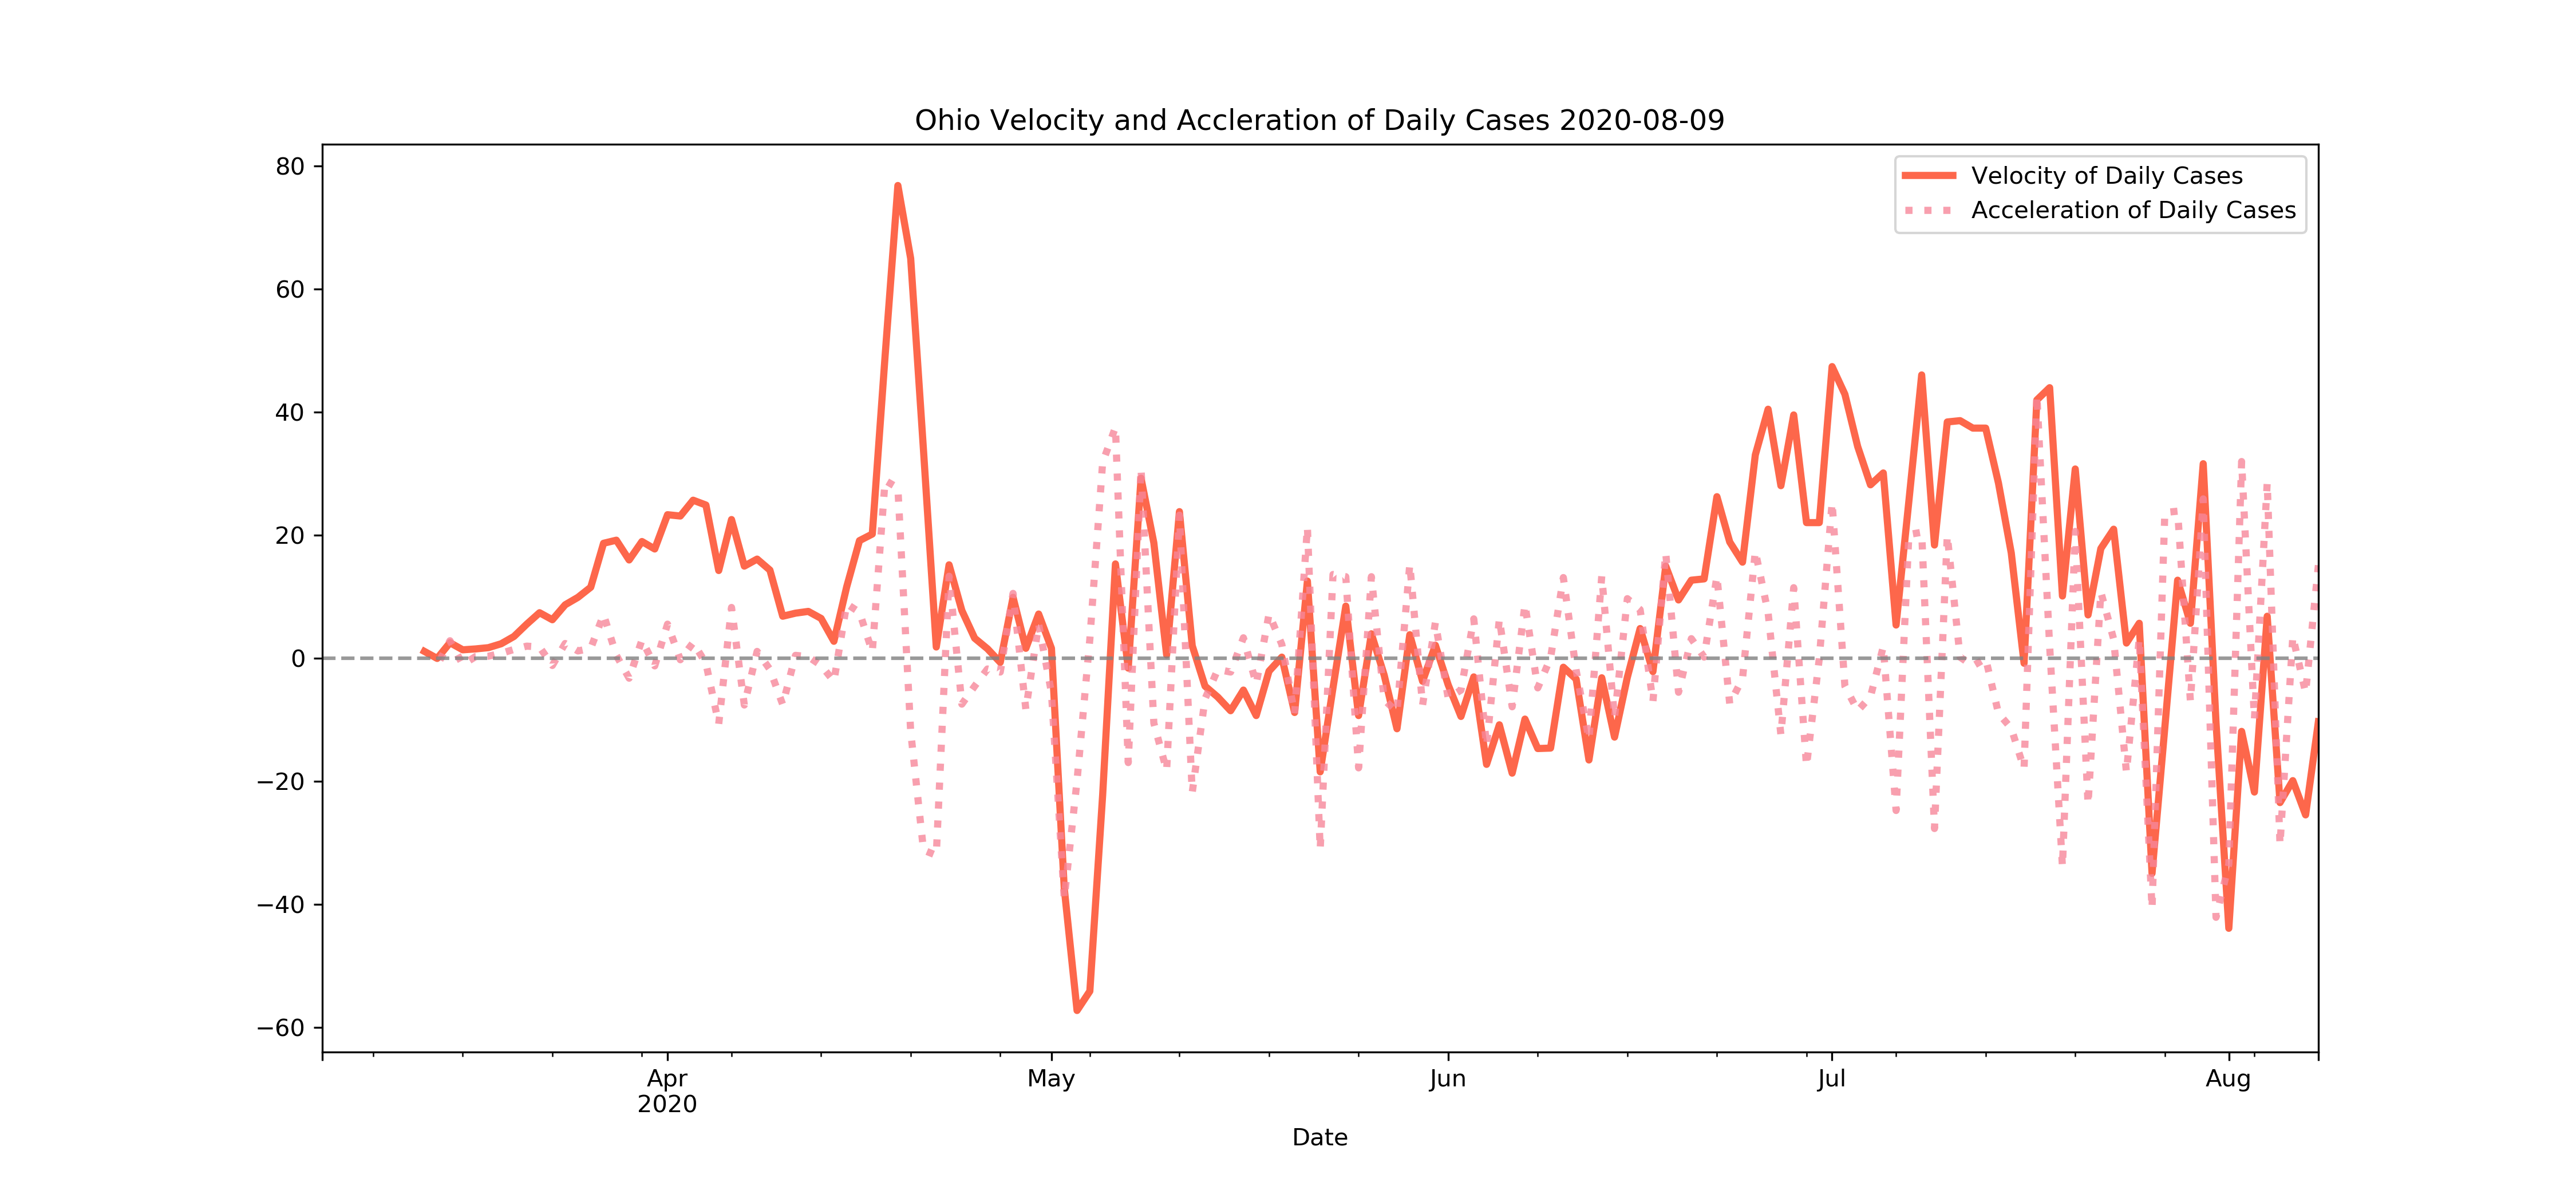 Ohio Velocity and Accleration of Daily Cases 2020-08-09
Velocity of Daily Cases
Acceleration of Daily Cases
80
60
40
20
0
−20
−40
−60
Apr
2020
May
Jun
Jul
Aug
Date